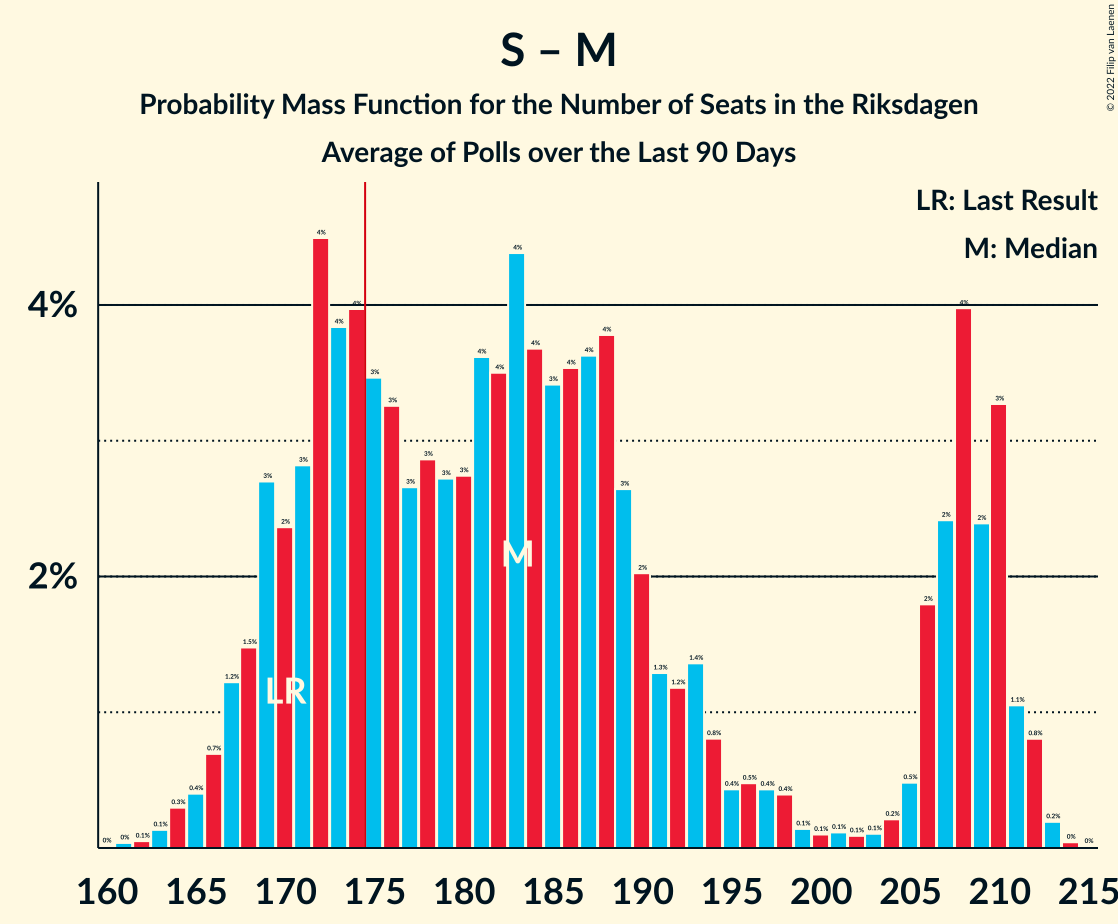 S – M
Probability Mass Function for the Number of Seats in the Riksdagen
Average of Polls over the Last 90 Days
© 2022 Filip van Laenen
LR: Last Result
M: Median
4%
2%
0% 0% 0.1% 0.1% 0.3% 0.4% 0.7% 1.2% 1.5% 3% 2% 3% 4% 4% 4% 3% 3% 3% 3% 3% 3% 4% 4% 4% 4% 3% 4% 4% 4% 3% 2% 1.3% 1.2% 1.4% 0.8% 0.4% 0.5% 0.4% 0.4% 0.1% 0.1% 0.1% 0.1% 0.1% 0.2% 0.5% 2% 2% 4% 2% 3% 1.1% 0.8% 0.2% 0% 0%
M
LR
160 165 170 175 180 185 190 195 200 205 210 215